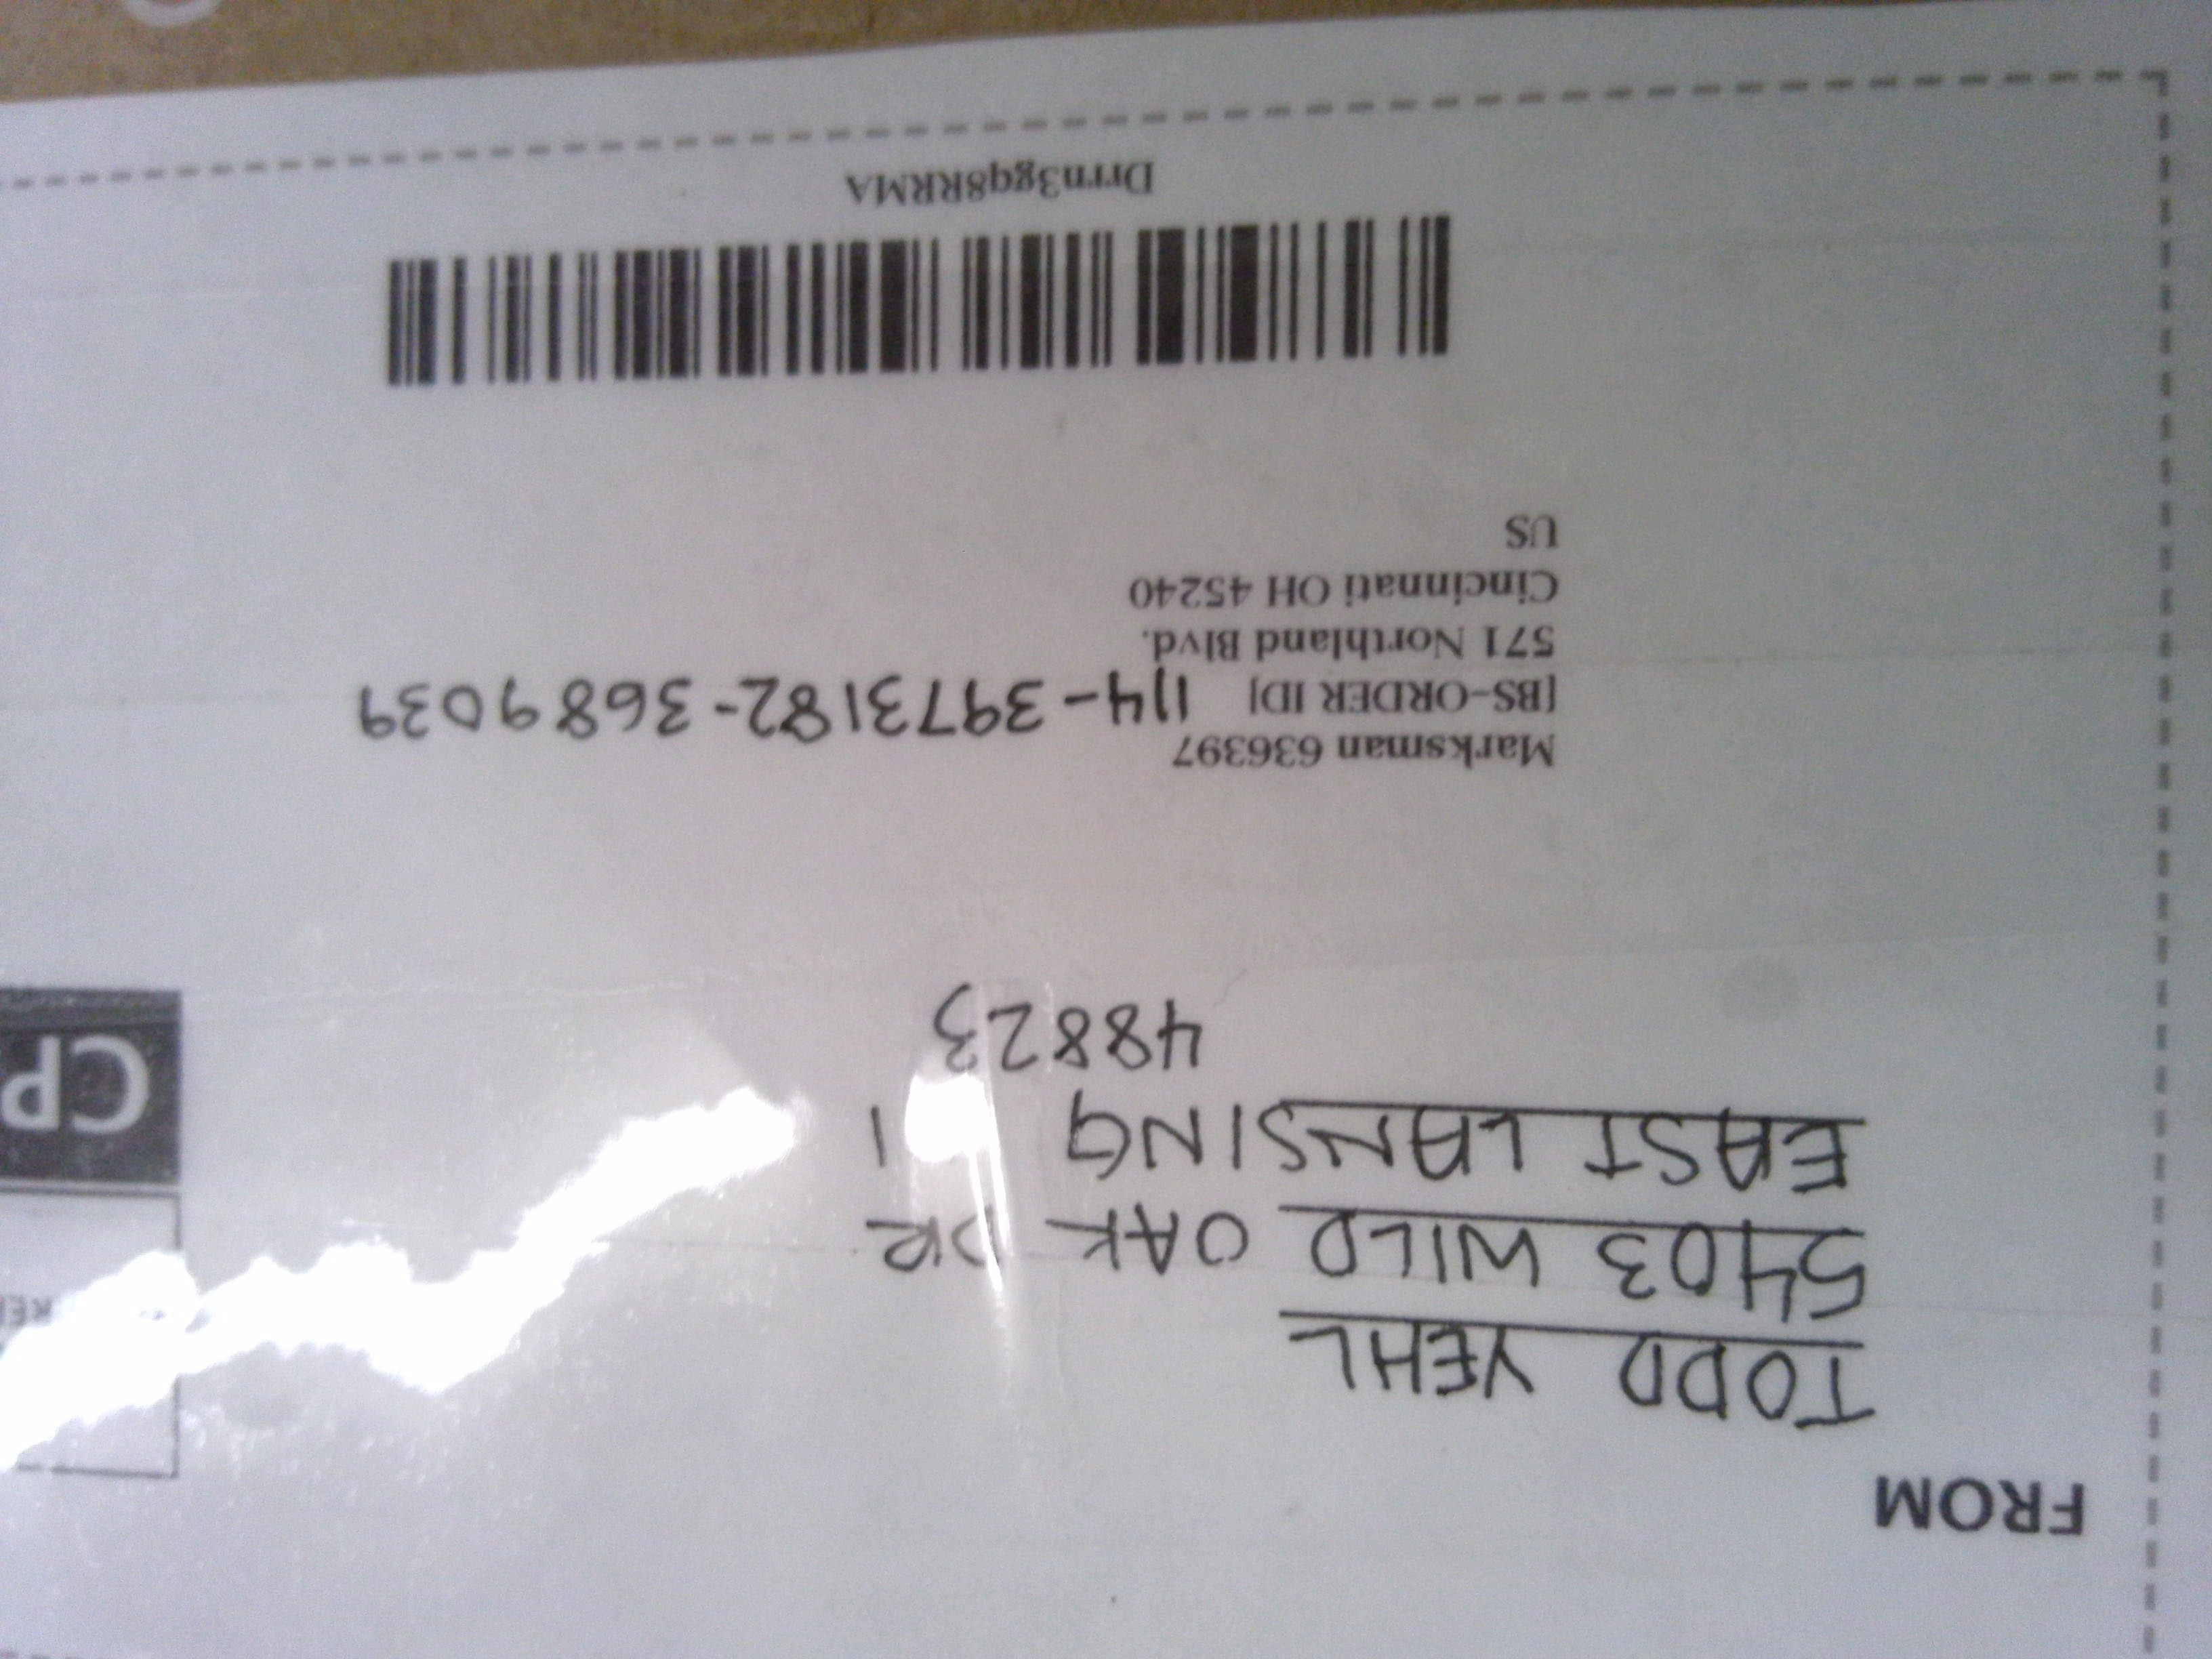 FROM
TODD YEHL
5403 WILD OAK DR
EAST LANSING
48823
CP
Marksman 636397
[BS-ORDER ID] 114-3973182-3689039
571 Northland Blvd.
Cincinnati OH 45240
US
Drrn3gq8RRMA